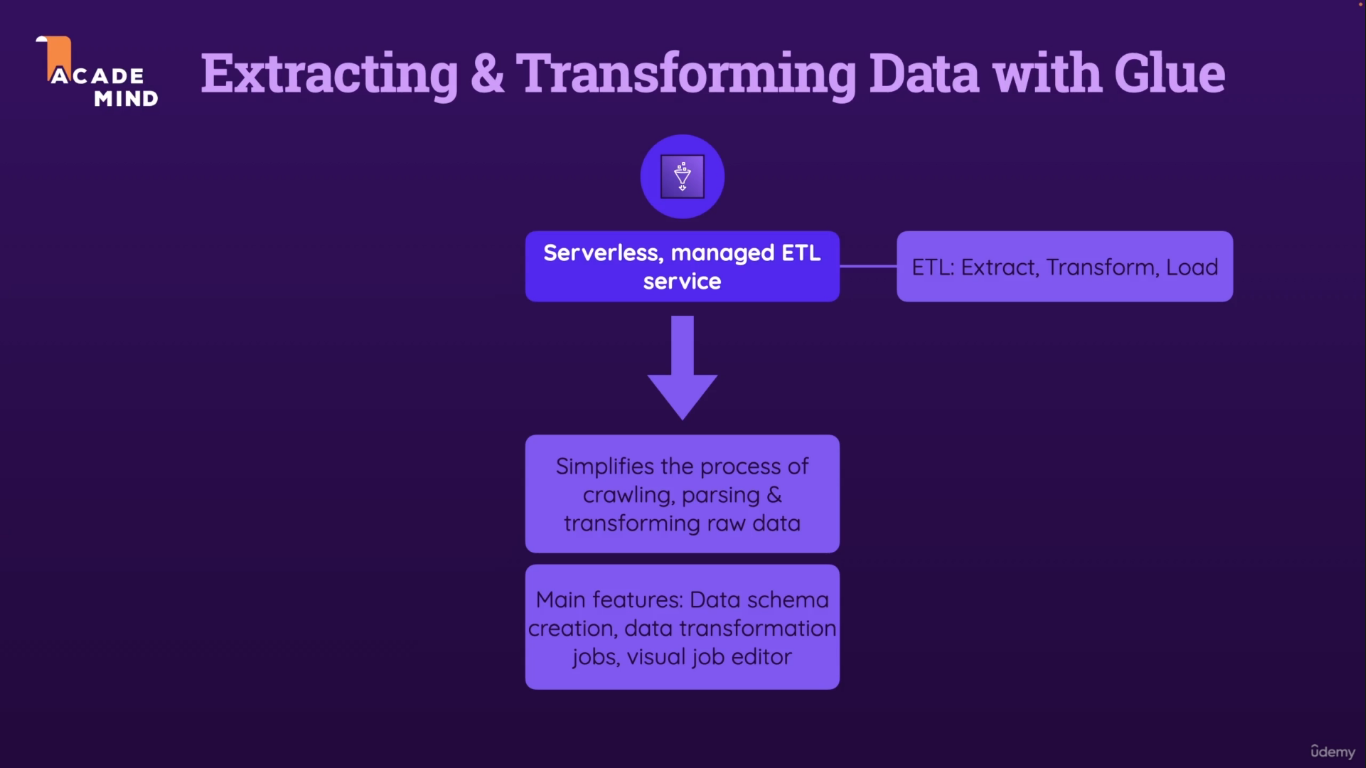 ACADE
MIND
Extracting & Transforming Data with Glue
Serverless, managed ETL
service
ETL: Extract, Transform, Load
Simplifies the process of
crawling, parsing &
transforming raw data
Main features: Data schema
creation, data transformation
jobs, visual job editor
ûdemy